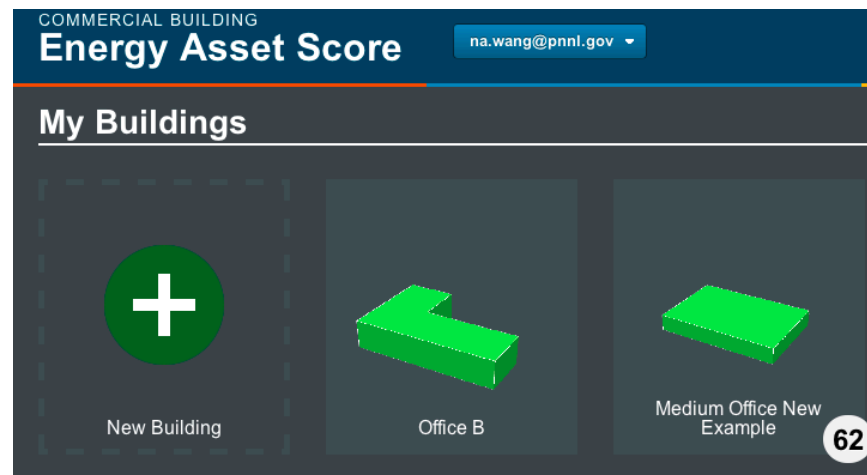 COMMERCIAL BUILDING
Energy Asset Score
na.wang@pnnl.gov
My Buildings
New Building
Office B
Medium Office New
Example
62